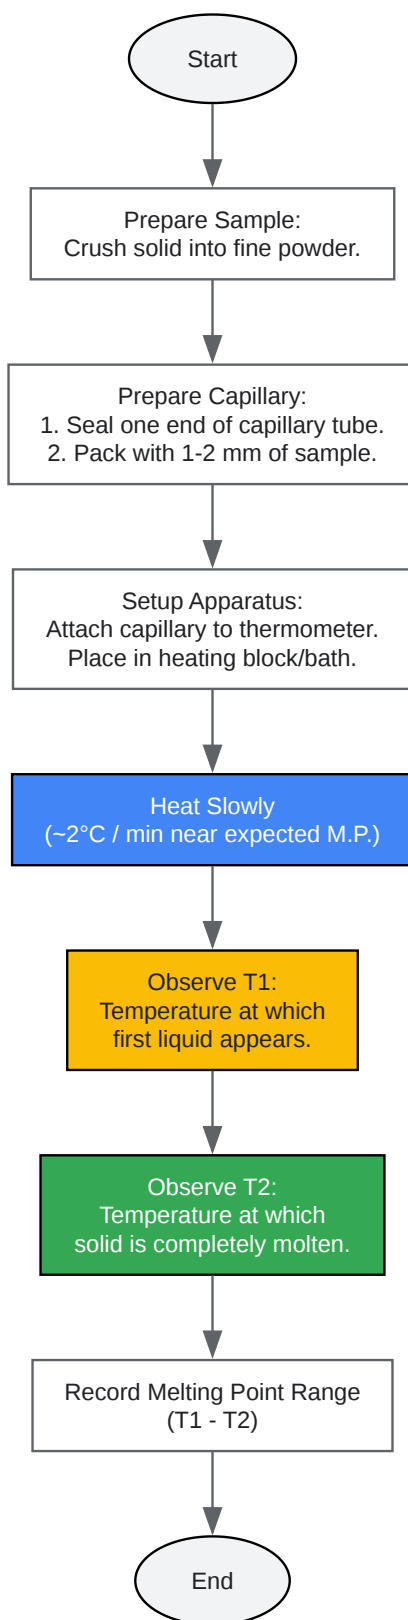 Start
Prepare Sample:
Crush solid into fine powder.
Prepare Capillary:
1. Seal one end of capillary tube.
2. Pack with 1-2 mm of sample.
Setup Apparatus:
Attach capillary to thermometer.
Place in heating block/bath.
Heat Slowly
(~2°C / min near expected M.P.)
Observe T1:
Temperature at which
first liquid appears.
Observe T2:
Temperature at which
solid is completely molten.
Record Melting Point Range
(T1 - T2)
End